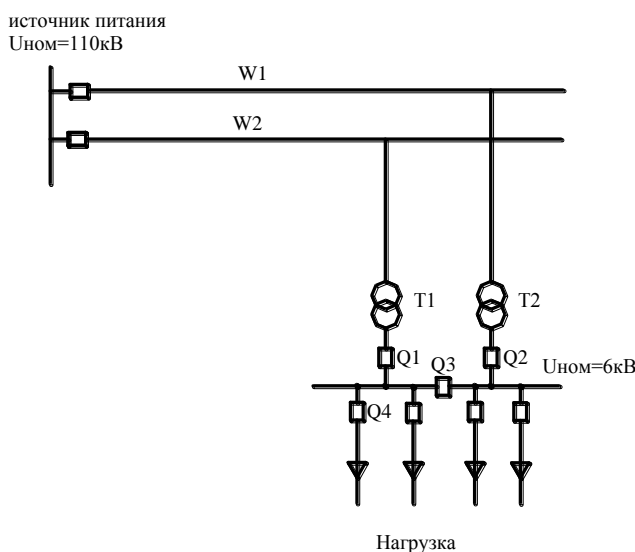 источник питания
Uном=110кВ
W1
W2
T1
T2
Q1
Q2
Q3
Uном=6кВ
Q4
Нагрузка